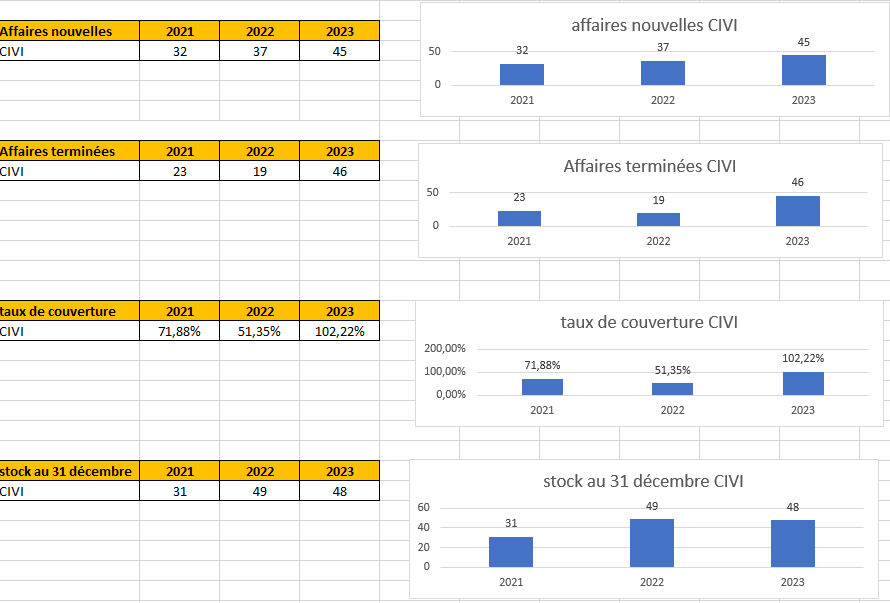 Affaires nouvelles 2021 2022 2023
CIVI 32 37 45
affaires nouvelles CIVI
32 37 45
50
0
2021 2022 2023
Affaires terminées 2021 2022 2023
CIVI 23 19 46
Affaires terminées CIVI
23 19 46
50
0
2021 2022 2023
taux de couverture 2021 2022 2023
CIVI 71,88% 51,35% 102,22%
taux de couverture CIVI
200,00%
100,00%
0,00%
71,88% 51,35% 102,22%
2021 2022 2023
stock au 31 décembre 2021 2022 2023
CIVI 31 49 48
stock au 31 décembre CIVI
60
40
20
0
31 49 48
2021 2022 2023